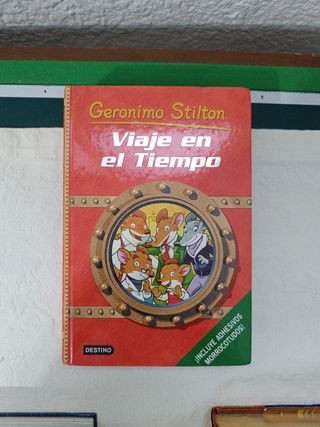 Geronimo Stilton
Viaje en
el Tiempo
¡INCLUYE ADHESIVOS
MORROCOTUDOS!
DESTINO